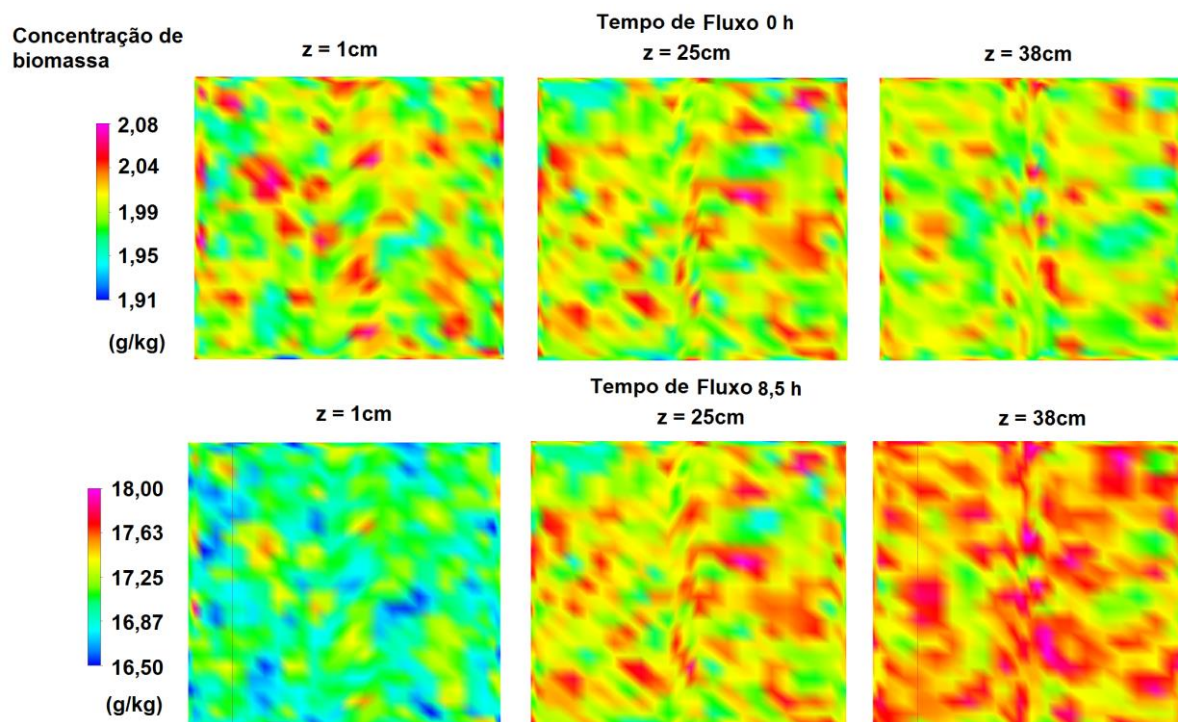 Concentração de
biomassa
Tempo de Fluxo 0 h
z = 1cm
z = 25cm
z = 38cm
2,08
2,04
1,99
1,95
1,91
(g/kg)
Tempo de Fluxo 8,5 h
z = 1cm
z = 25cm
z = 38cm
18,00
17,63
17,25
16,87
16,50
(g/kg)